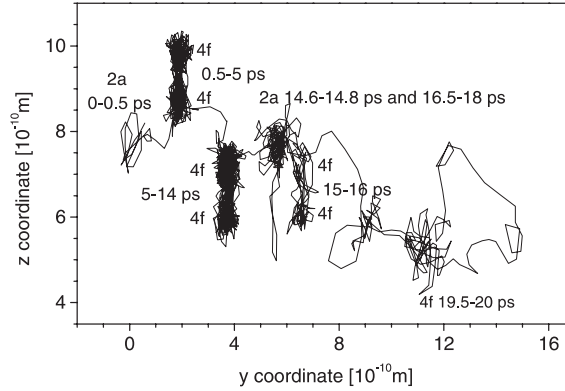 10
8
6
4
z coordinate [10⁻¹⁰m]
2a
0-0.5 ps
4f
0.5-5 ps
4f
2a 14.6-14.8 ps and 16.5-18 ps
4f
4f
5-14 ps
15-16 ps
4f
4f
4f 19.5-20 ps
0 4 8 12 16
y coordinate [10⁻¹⁰m]